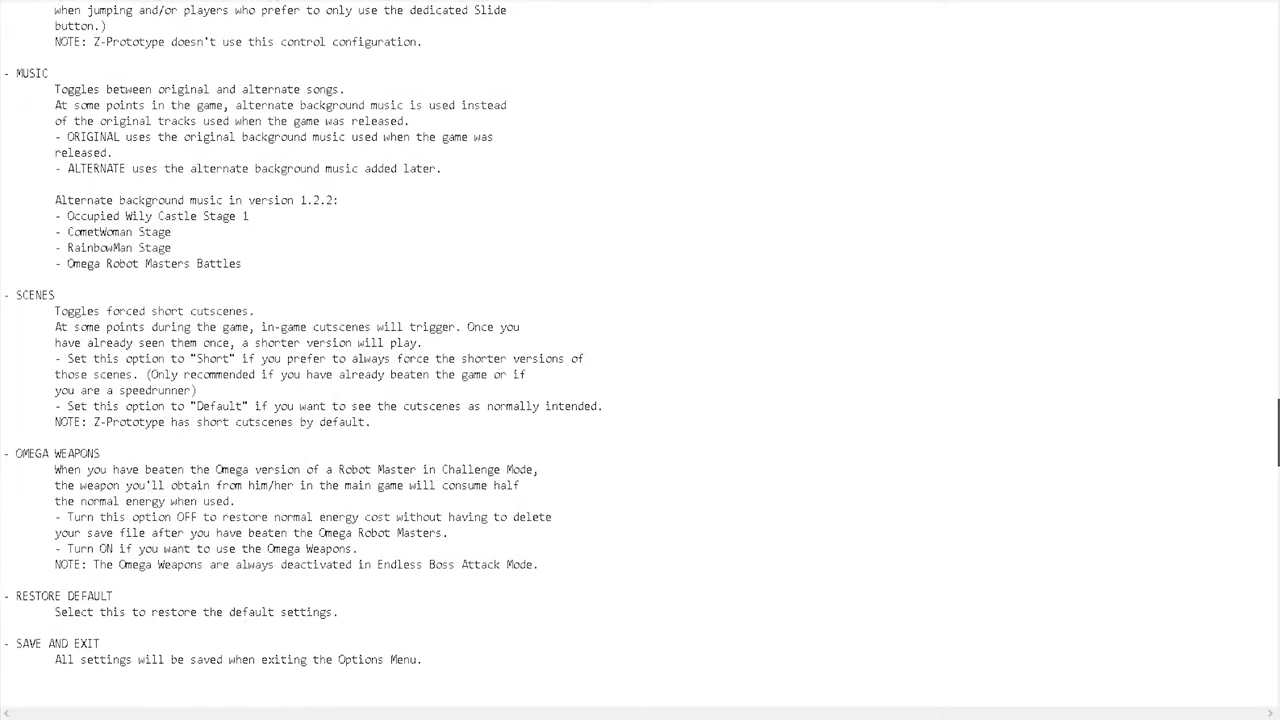 when jumping and/or players who prefer to only use the dedicated Slide
button.)
NOTE: Z-Prototype doesn't use this control configuration.
- MUSIC
Toggles between original and alternate songs.
At some points in the game, alternate background music is used instead
of the original tracks used when the game was released.
- ORIGINAL uses the original background music used when the game was
released.
- ALTERNATE uses the alternate background music added later.
Alternate background music in version 1.2.2:
- Occupied Wily Castle Stage 1
- CometWoman Stage
- RainbowMan Stage
- Omega Robot Masters Battles
- SCENES
Toggles forced short cutscenes.
At some points during the game, in-game cutscenes will trigger. Once you
have already seen them once, a shorter version will play.
- Set this option to "Short" if you prefer to always force the shorter versions of
those scenes. (Only recommended if you have already beaten the game or if
you are a speedrunner)
- Set this option to "Default" if you want to see the cutscenes as normally intended.
NOTE: Z-Prototype has short cutscenes by default.
- OMEGA WEAPONS
When you have beaten the Omega version of a Robot Master in Challenge Mode,
the weapon you'll obtain from him/her in the main game will consume half
the normal energy when used.
- Turn this option OFF to restore normal energy cost without having to delete
your save file after you have beaten the Omega Robot Masters.
- Turn ON if you want to use the Omega Weapons.
NOTE: The Omega Weapons are always deactivated in Endless Boss Attack Mode.
- RESTORE DEFAULT
Select this to restore the default settings.
- SAVE AND EXIT
All settings will be saved when exiting the Options Menu.